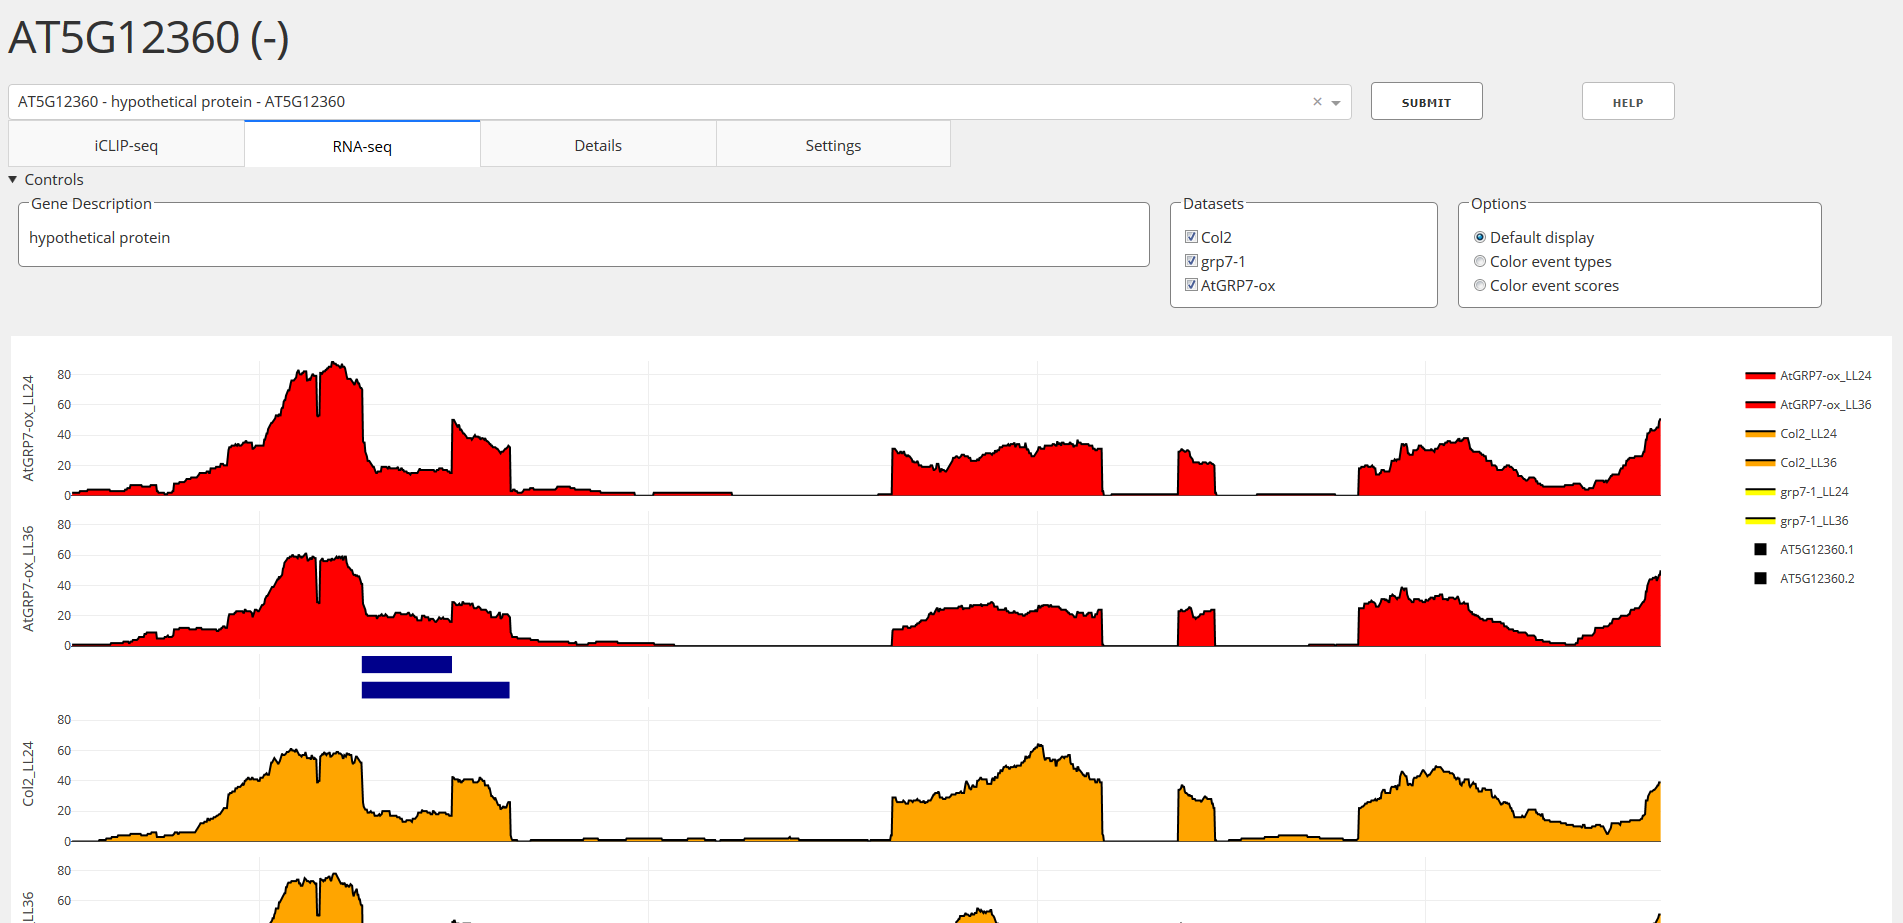 AT5G12360 (-)
AT5G12360 - hypothetical protein - AT5G12360
×
SUBMIT
HELP
iCLIP-seq
RNA-seq
Details
Settings
Controls
Gene Description
hypothetical protein
Datasets
Col2
grp7-1
AtGRP7-ox
Options
Default display
Color event types
Color event scores
AtGRP7-ox_LL24
80
60
40
20
0
AtGRP7-ox_LL36
80
60
40
20
0
Col2_LL24
80
60
40
20
0
LL36
80
60
AtGRP7-ox_LL24
AtGRP7-ox_LL36
Col2_LL24
Col2_LL36
grp7-1_LL24
grp7-1_LL36
AT5G12360.1
AT5G12360.2